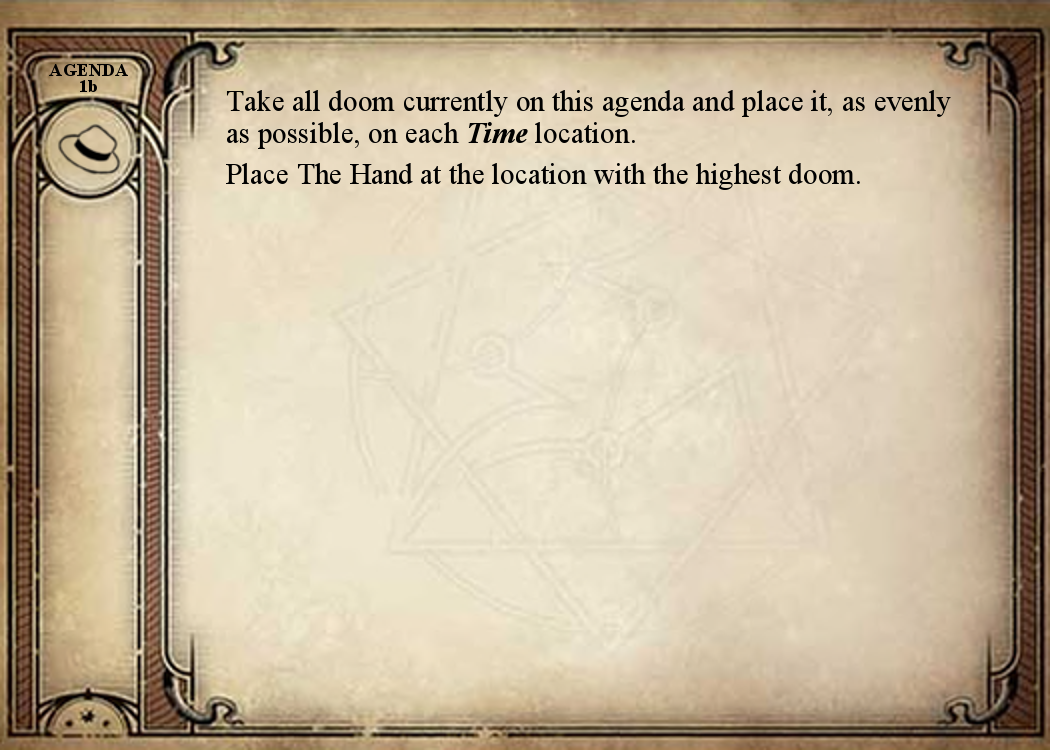 AGENDA
1b
Take all doom currently on this agenda and place it, as evenly
as possible, on each Time location.
Place The Hand at the location with the highest doom.